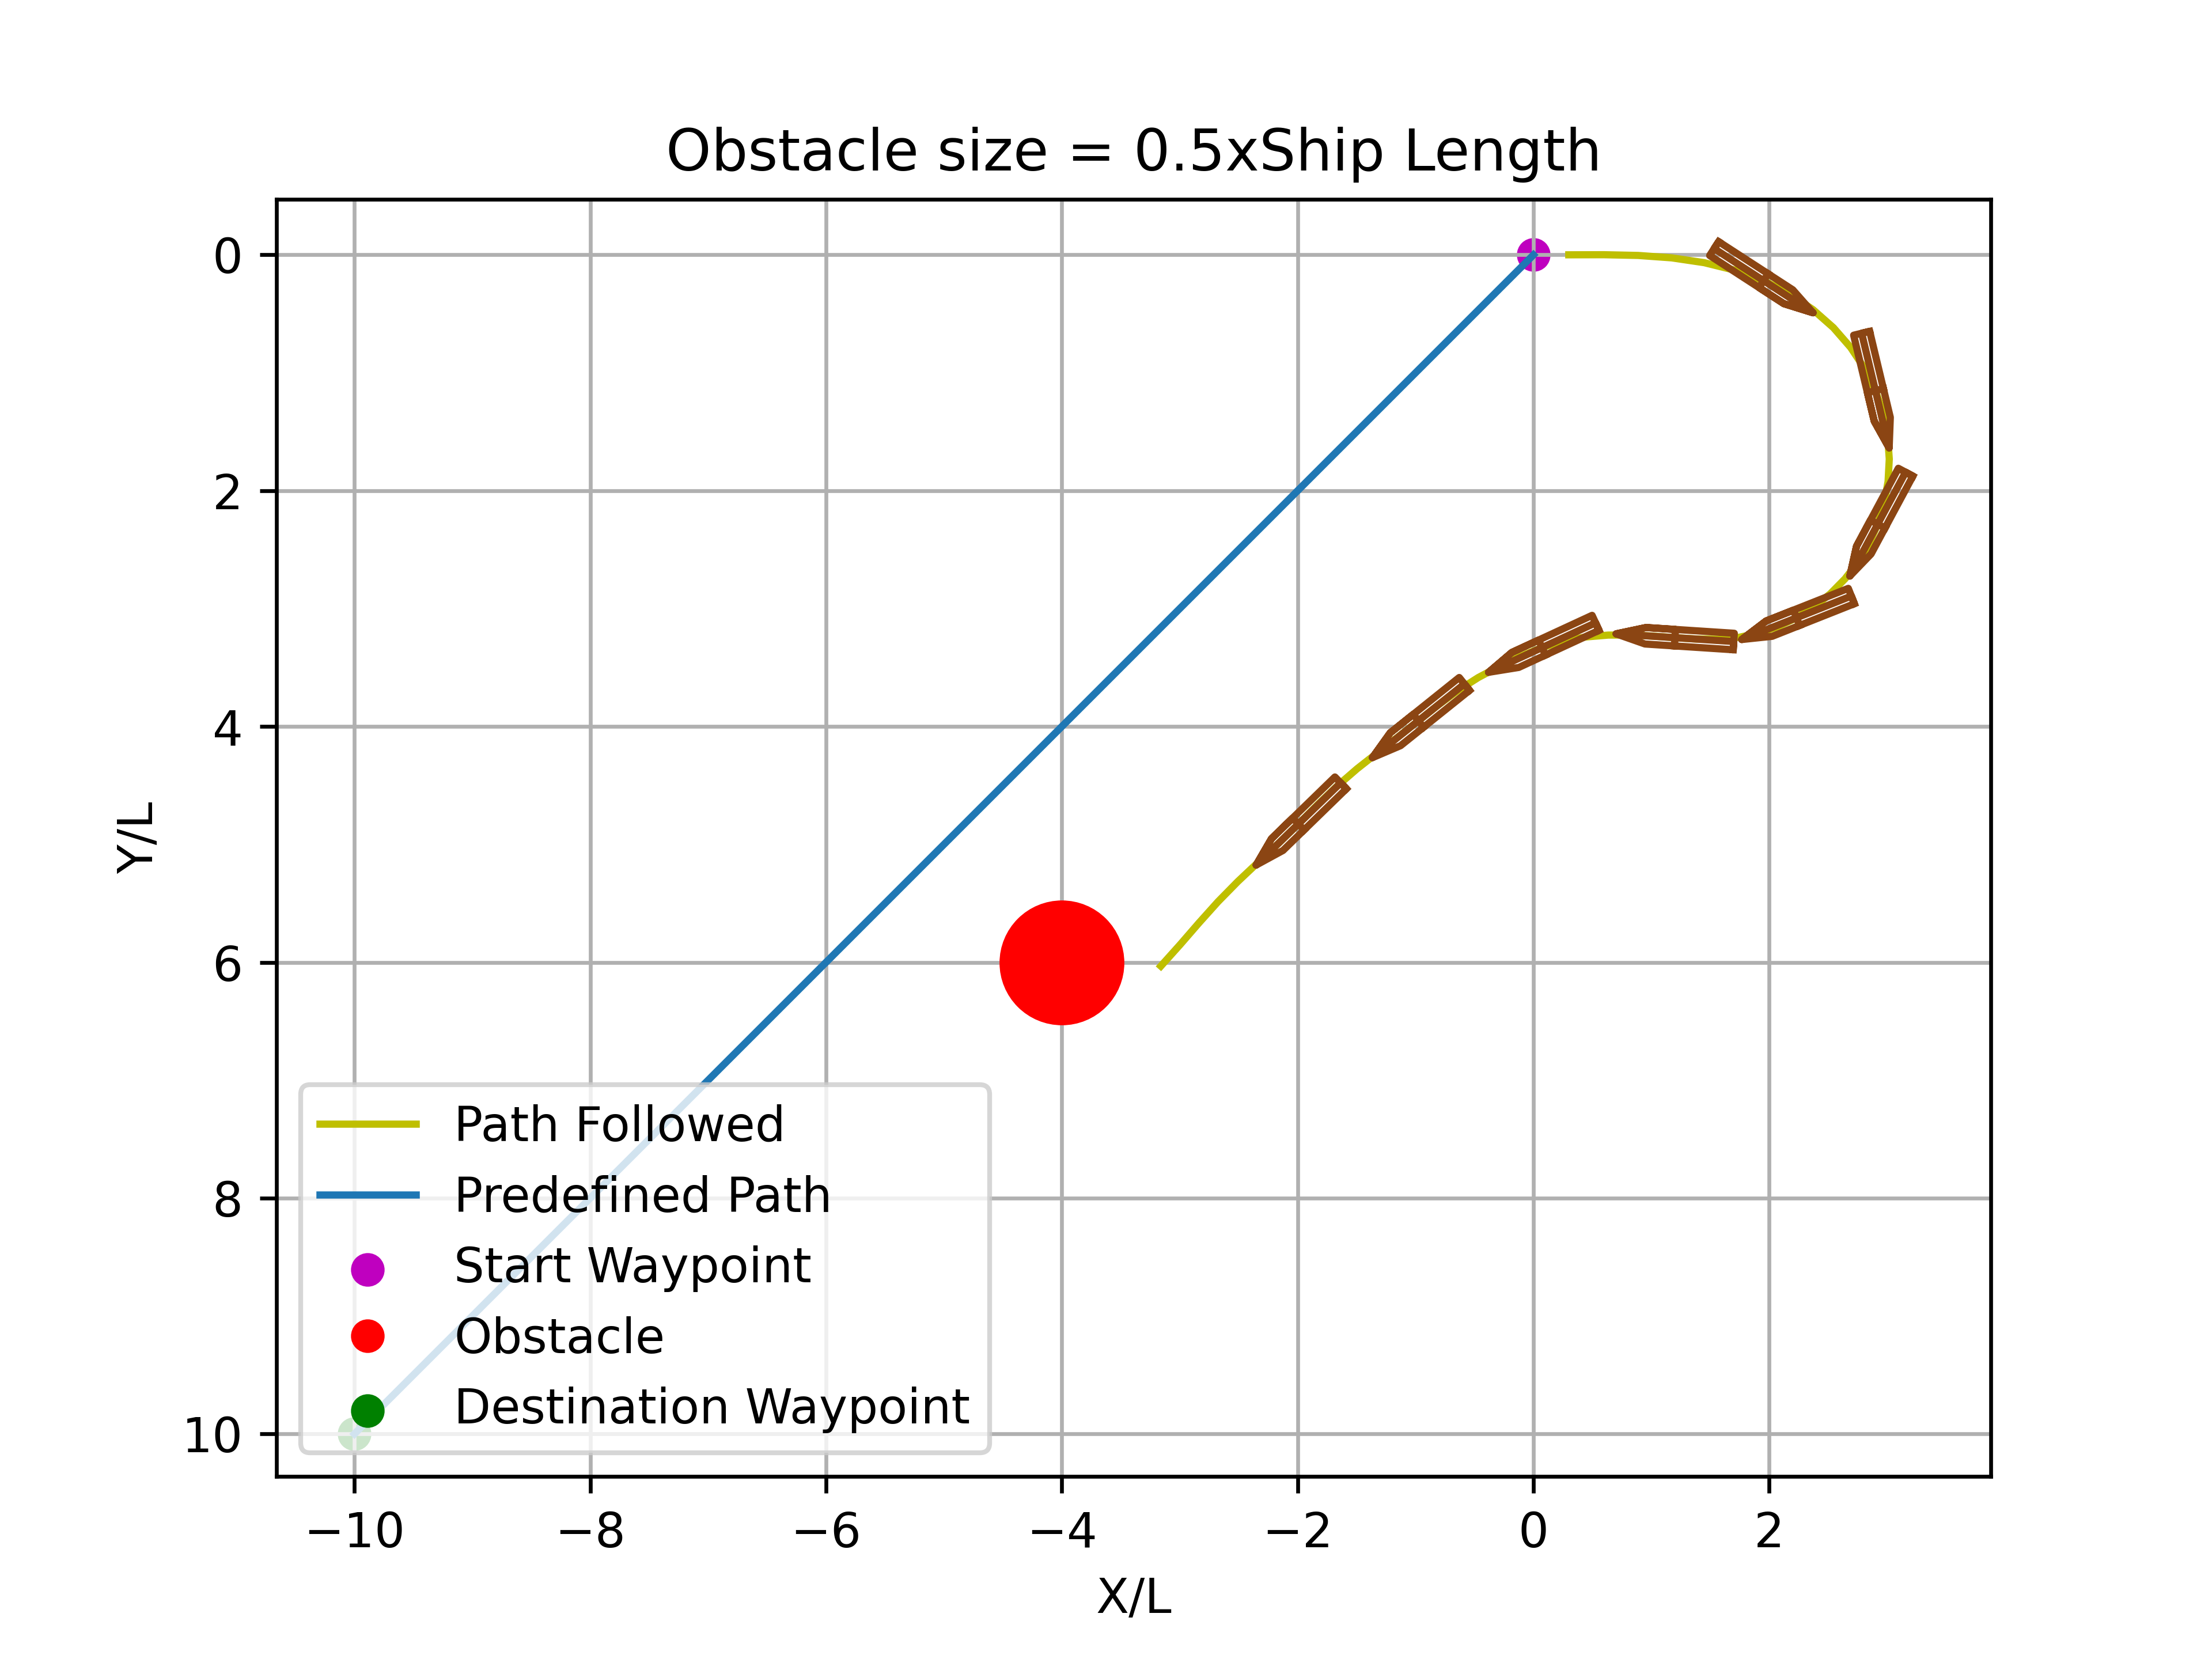 Obstacle size = 0.5xShip Length
0
2
4
6
8
10
Y/L
Path Followed
Predefined Path
Start Waypoint
Obstacle
Destination Waypoint
−10 −8 −6 −4 −2 0 2
X/L